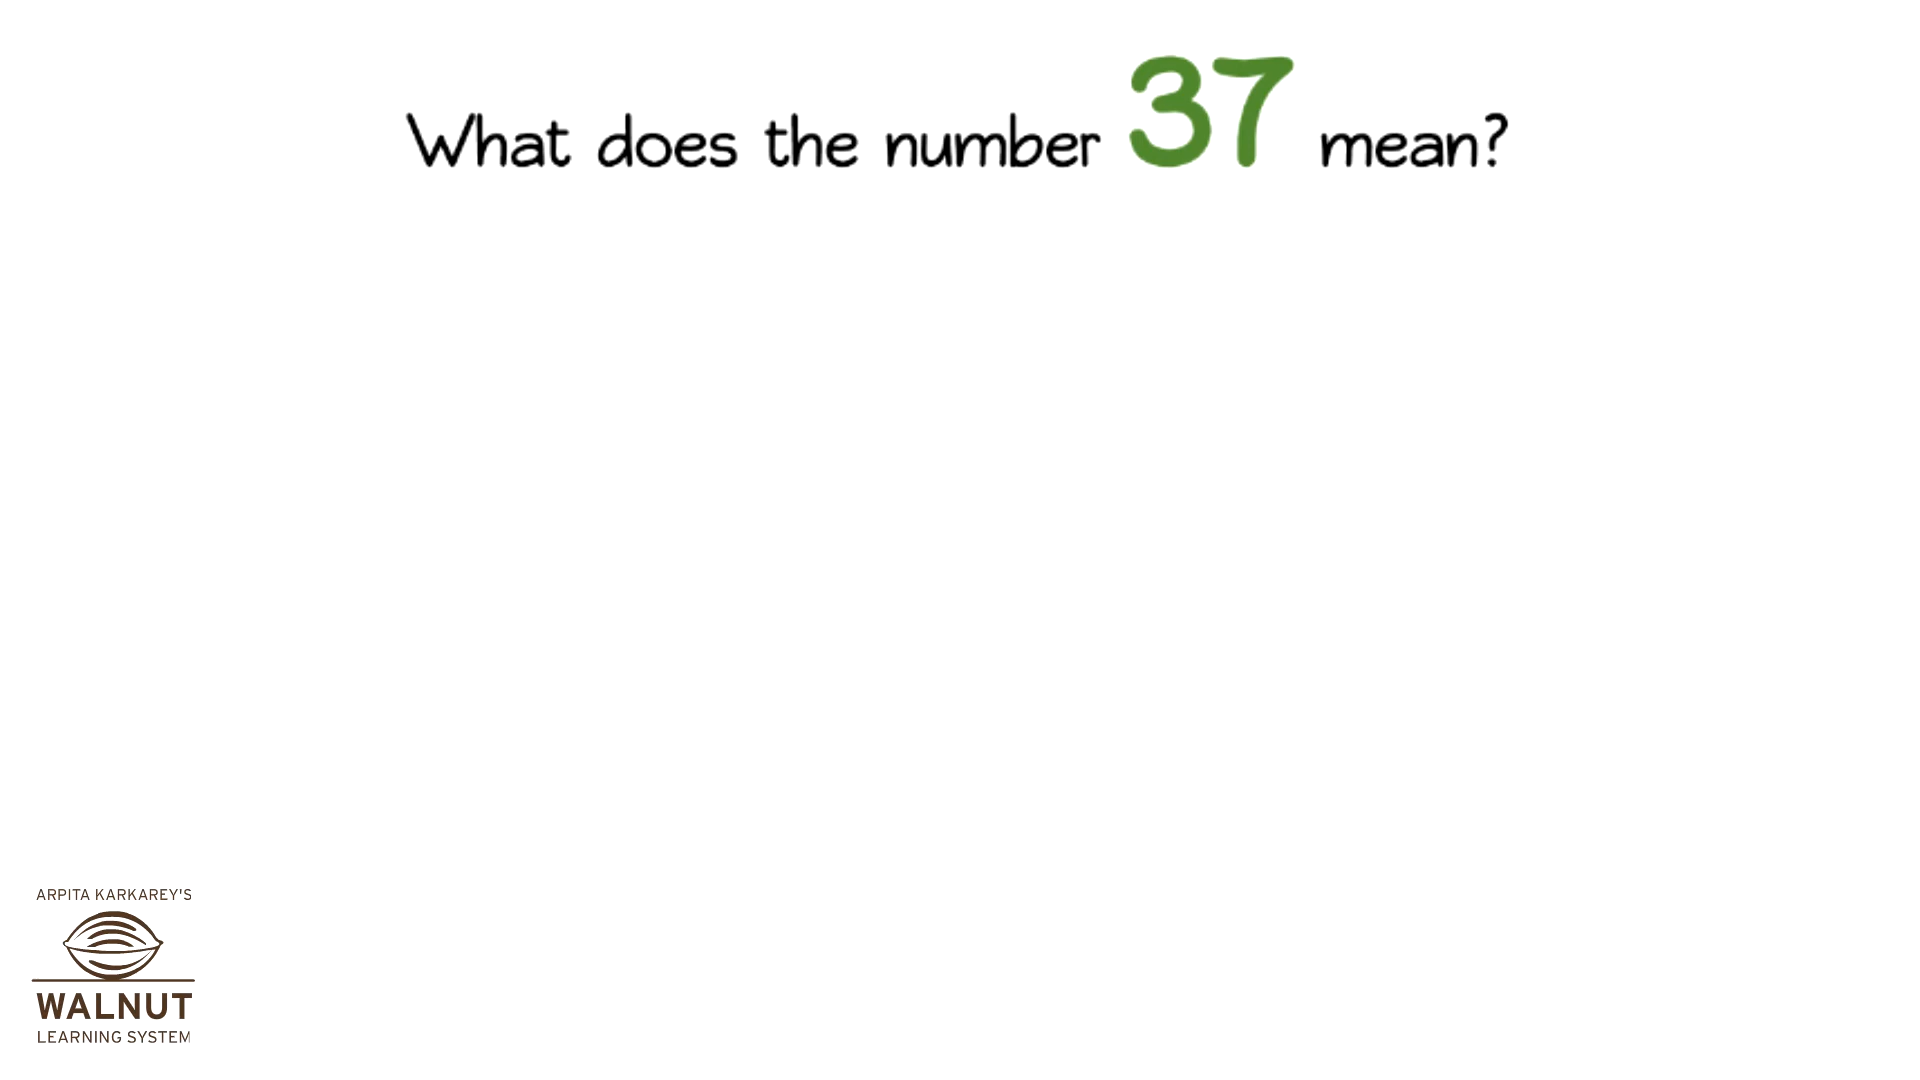 What does the number 37 mean?
ARPITA KARKAREY'S
WALNUT
LEARNING SYSTEM